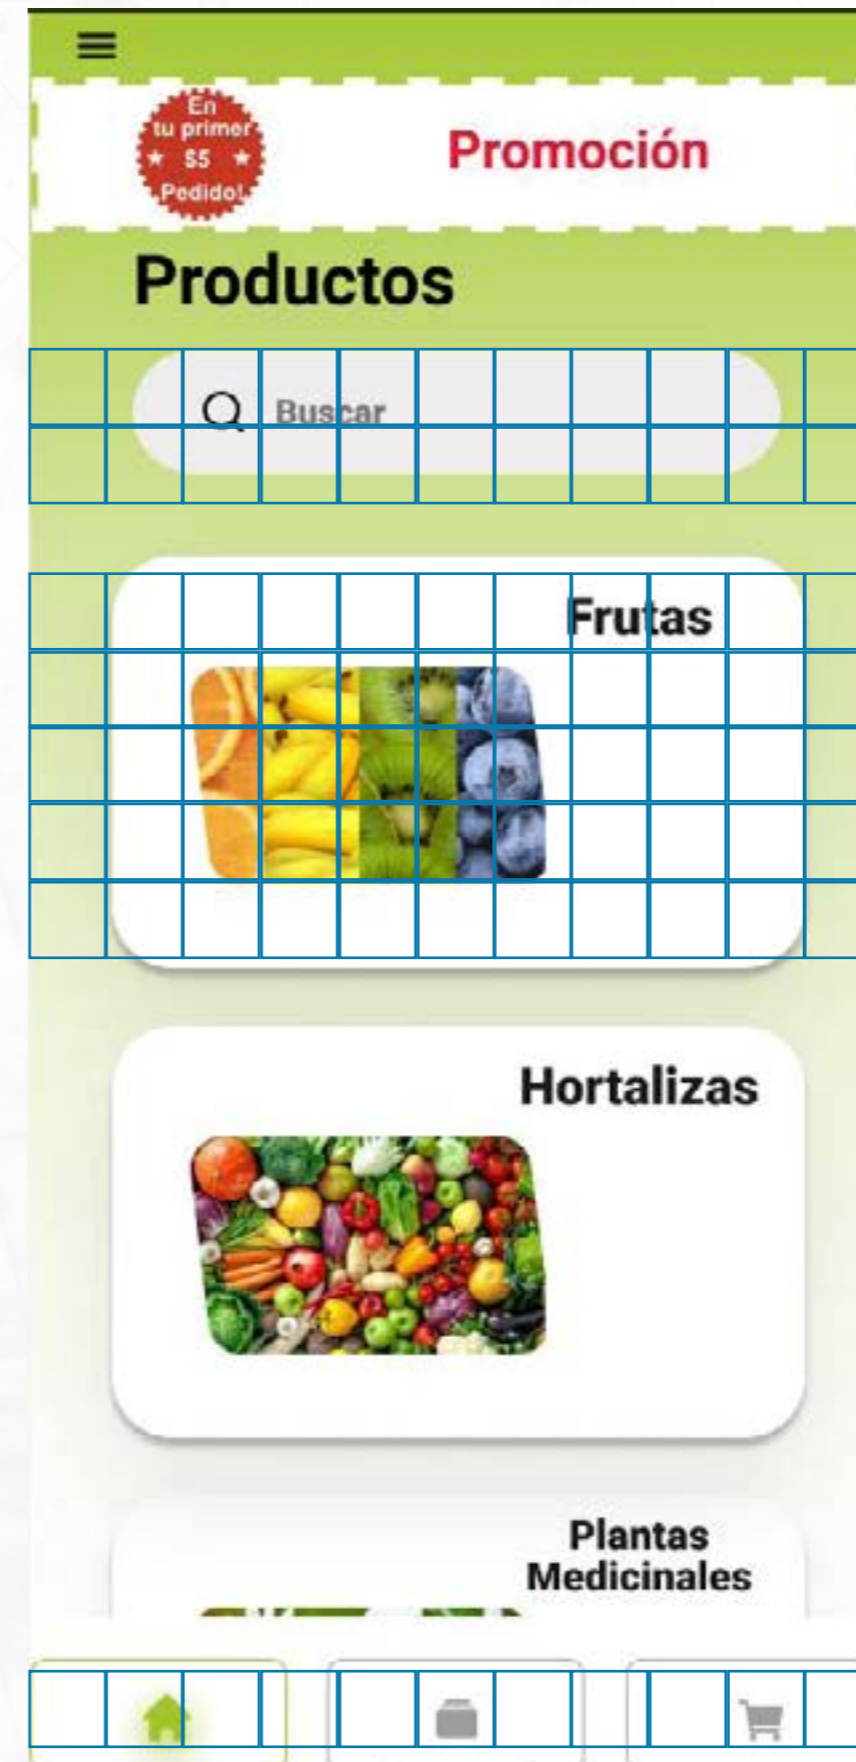 En
tu primer
$5
Pedido!
Promoción
Productos
Buscar
Frutas
Hortalizas
Plantas
Medicinales